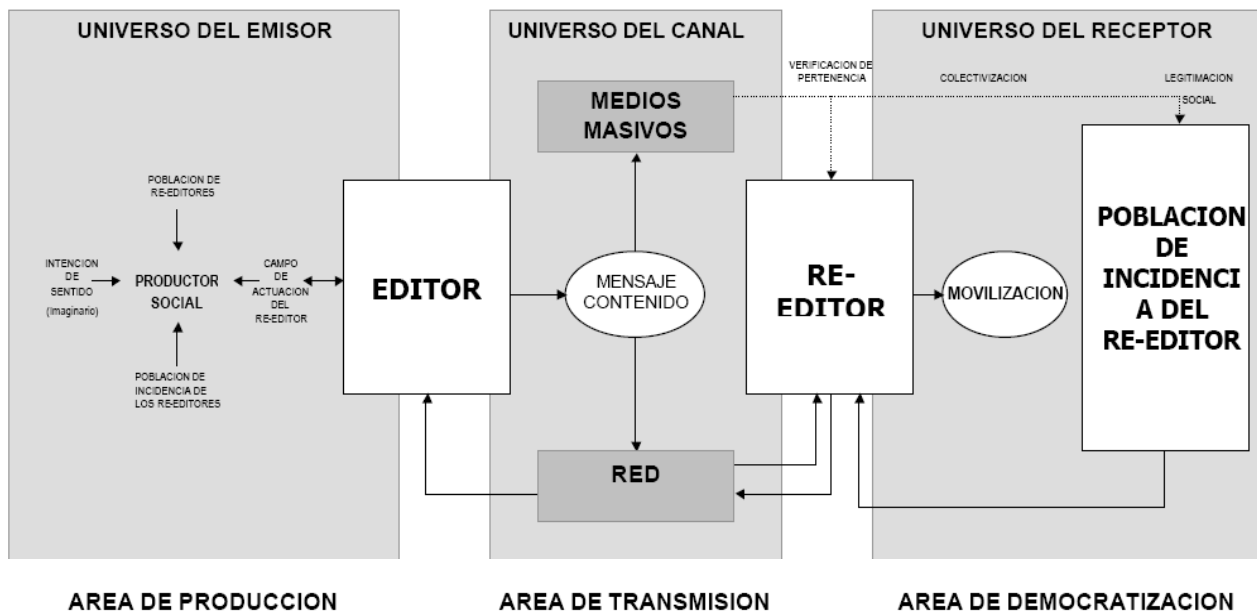 UNIVERSO DEL EMISOR
UNIVERSO DEL CANAL
UNIVERSO DEL RECEPTOR
VERIFICACION DE
PERTENENCIA
COLECTIVIZACION
LEGITIMACION
SOCIAL
MEDIOS
MASIVOS
POBLACION DE
RE-EDITORES
INTENCION
DE
SENTIDO
(Imaginario)
PRODUCTOR
SOCIAL
CAMPO
DE
ACTUACION
DEL
RE-EDITOR
POBLACION DE
INCIDENCIA DE
LOS RE-EDITORES
EDITOR
MENSAJE
CONTENIDO
RE-
EDITOR
MOVILIZACION
POBLACION
DE
INCIDENCI
A DEL
RE-EDITOR
RED
AREA DE PRODUCCION
AREA DE TRANSMISION
AREA DE DEMOCRATIZACION